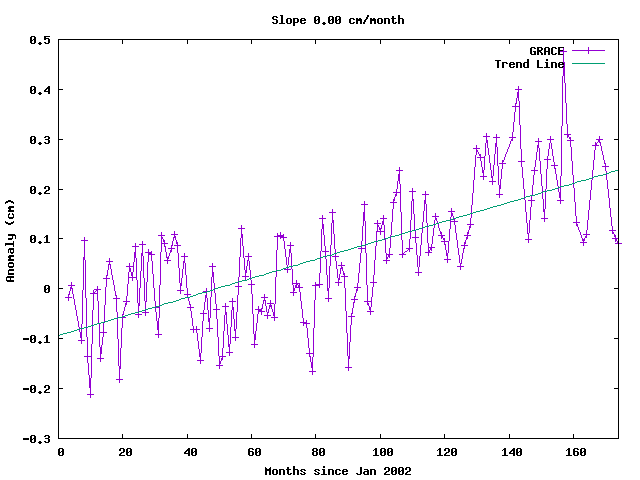 Slope 0.00 cm/month
GRACE
Trend Line
0.5
0.4
0.3
0.2
0.1
0
-0.1
-0.2
-0.3
Anomaly (cm)
0 20 40 60 80 100 120 140 160
Months since Jan 2002